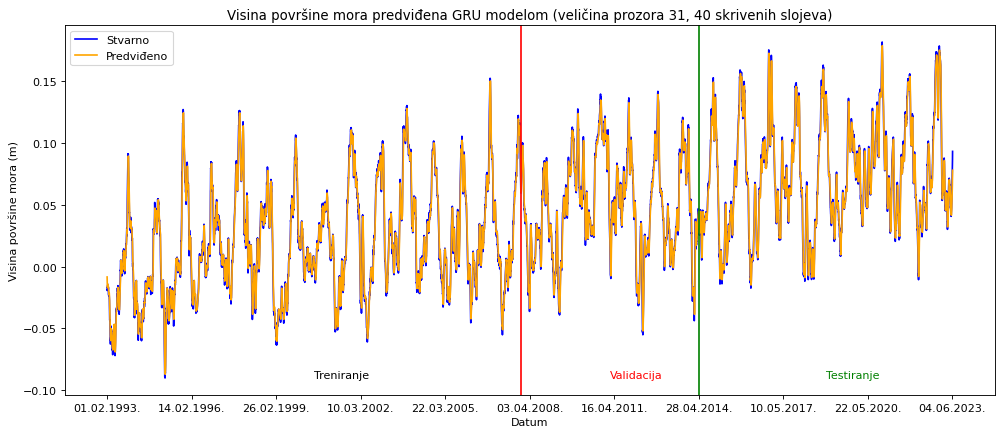 Visina površine mora predviđena GRU modelom (veličina prozora 31, 40 skrivenih slojeva)
Stvarno
Predviđeno
Visina površine mora (m)
0.15
0.10
0.05
0.00
−0.05
−0.10
Treniranje
Validacija
Testiranje
01.02.1993.
14.02.1996.
26.02.1999.
10.03.2002.
22.03.2005.
03.04.2008.
16.04.2011.
28.04.2014.
10.05.2017.
22.05.2020.
04.06.2023.
Datum